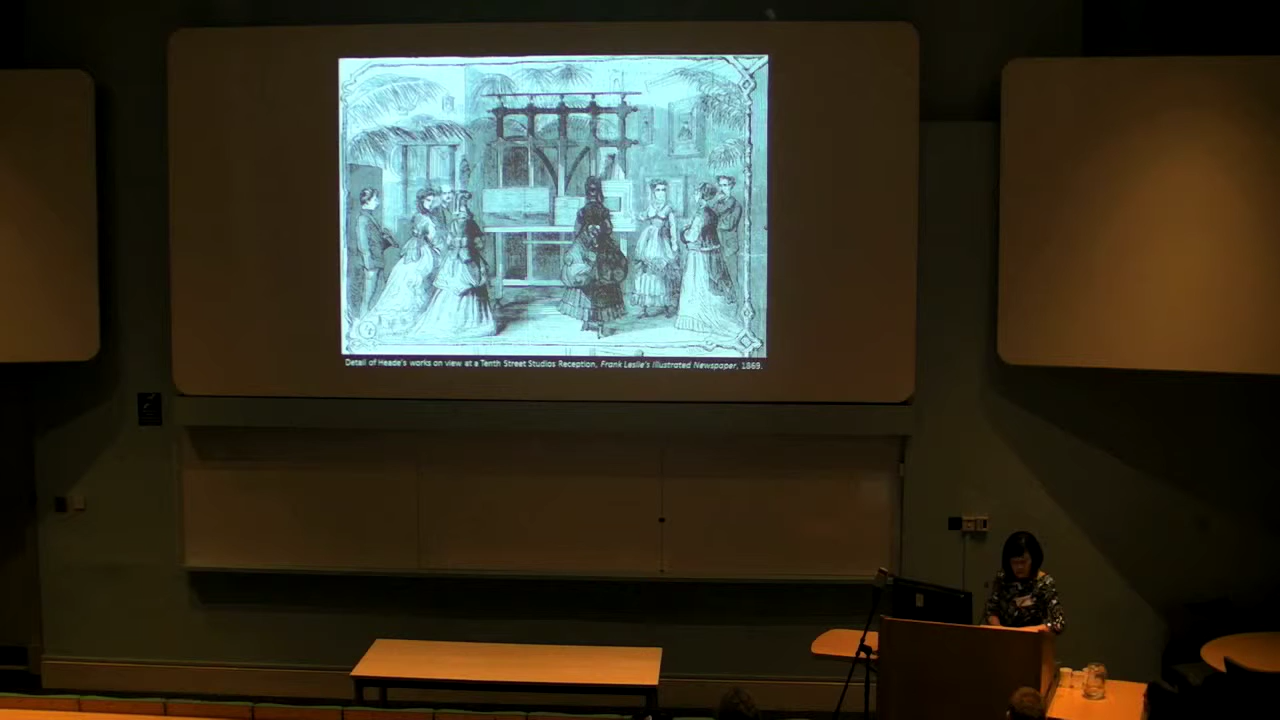 Detail of Heade's works on view at a Tenth Street Studios Reception, Frank Leslie's Illustrated Newspaper, 1869.